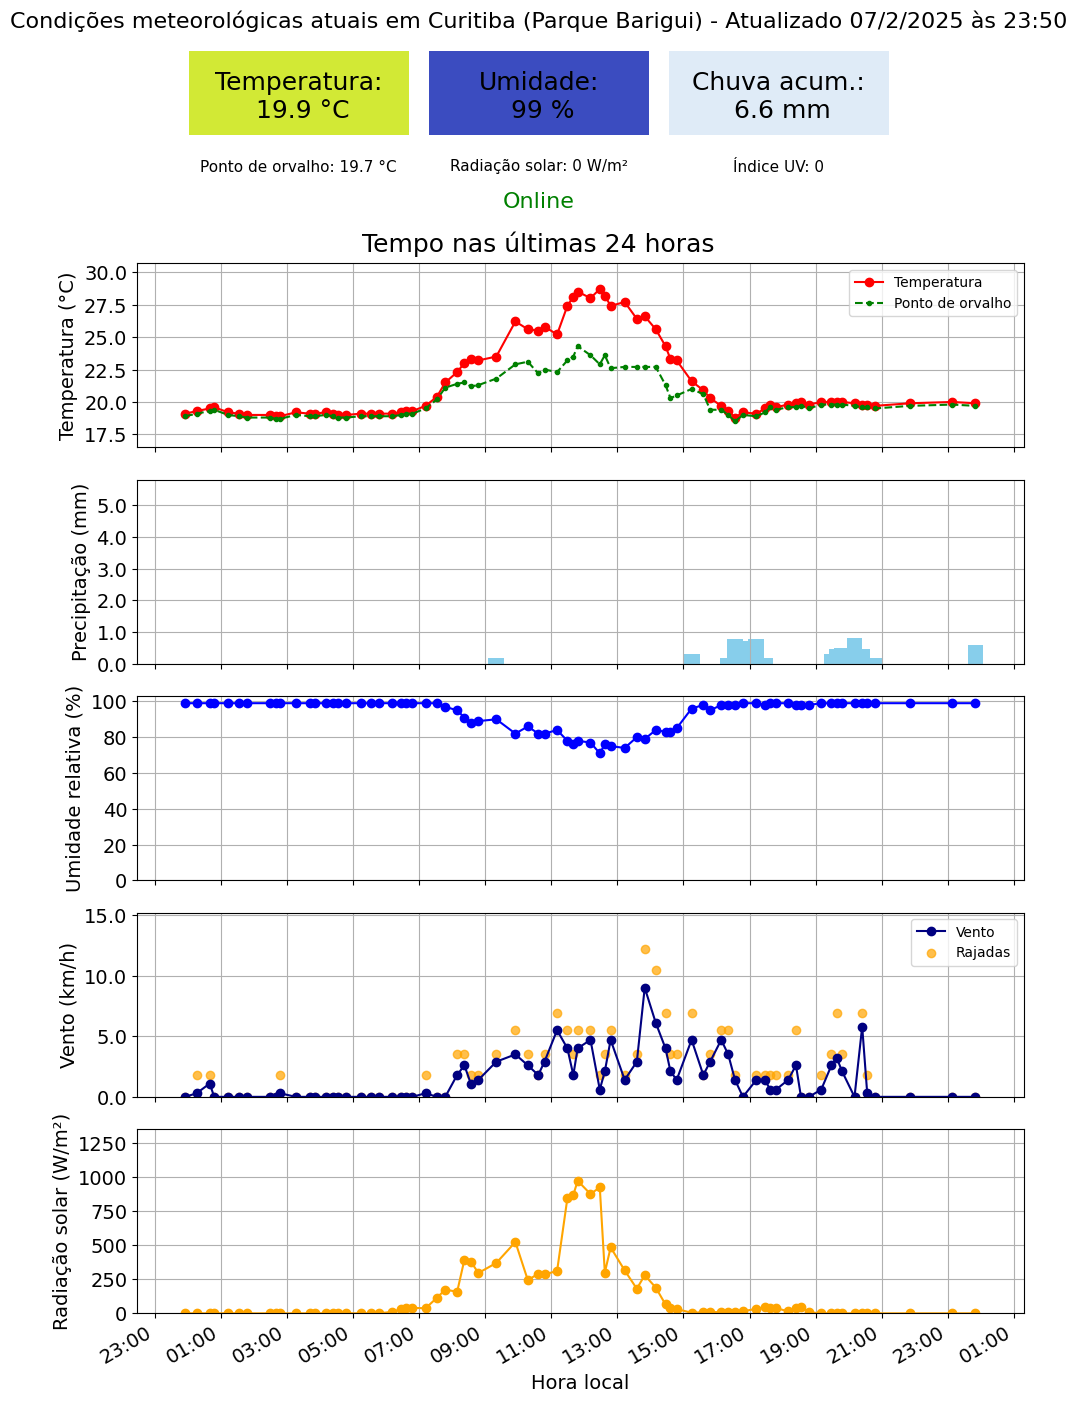 Condições meteorológicas atuais em Curitiba (Parque Barigui) - Atualizado 07/2/2025 às 23:50
Temperatura:
19.9 °C
Umidade:
99 %
Chuva acum.:
6.6 mm
Ponto de orvalho: 19.7 °C
Radiação solar: 0 W/m²
Índice UV: 0
Online
Tempo nas últimas 24 horas
Temperatura (°C)
30.0
27.5
25.0
22.5
20.0
17.5
Temperatura
Ponto de orvalho
Precipitação (mm)
5.0
4.0
3.0
2.0
1.0
0.0
Umidade relativa (%)
100
80
60
40
20
0
Vento (km/h)
15.0
10.0
5.0
0.0
Vento
Rajadas
Radiação solar (W/m²)
1250
1000
750
500
250
0
23:00 01:00 03:00 05:00 07:00 09:00 11:00 13:00 15:00 17:00 19:00 21:00 23:00 01:00
Hora local